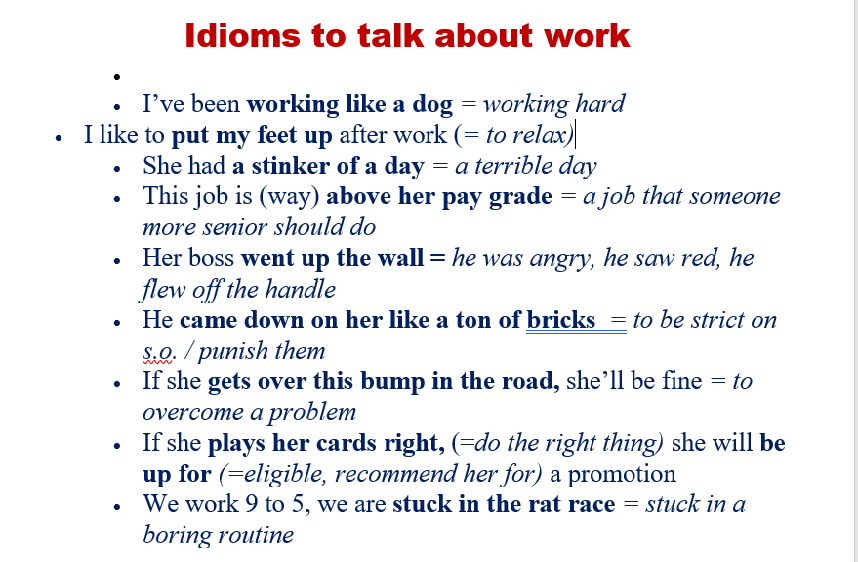 Idioms to talk about work
•
• I've been working like a dog = working hard
• I like to put my feet up after work (= to relax)
• She had a stinker of a day = a terrible day
• This job is (way) above her pay grade = a job that someone
more senior should do
• Her boss went up the wall = he was angry, he saw red, he
flew off the handle
• He came down on her like a ton of bricks = to be strict on
s.o. / punish them
• If she gets over this bump in the road, she'll be fine = to
overcome a problem
• If she plays her cards right, (=do the right thing) she will be
up for (=eligible, recommend her for) a promotion
• We work 9 to 5, we are stuck in the rat race = stuck in a
boring routine